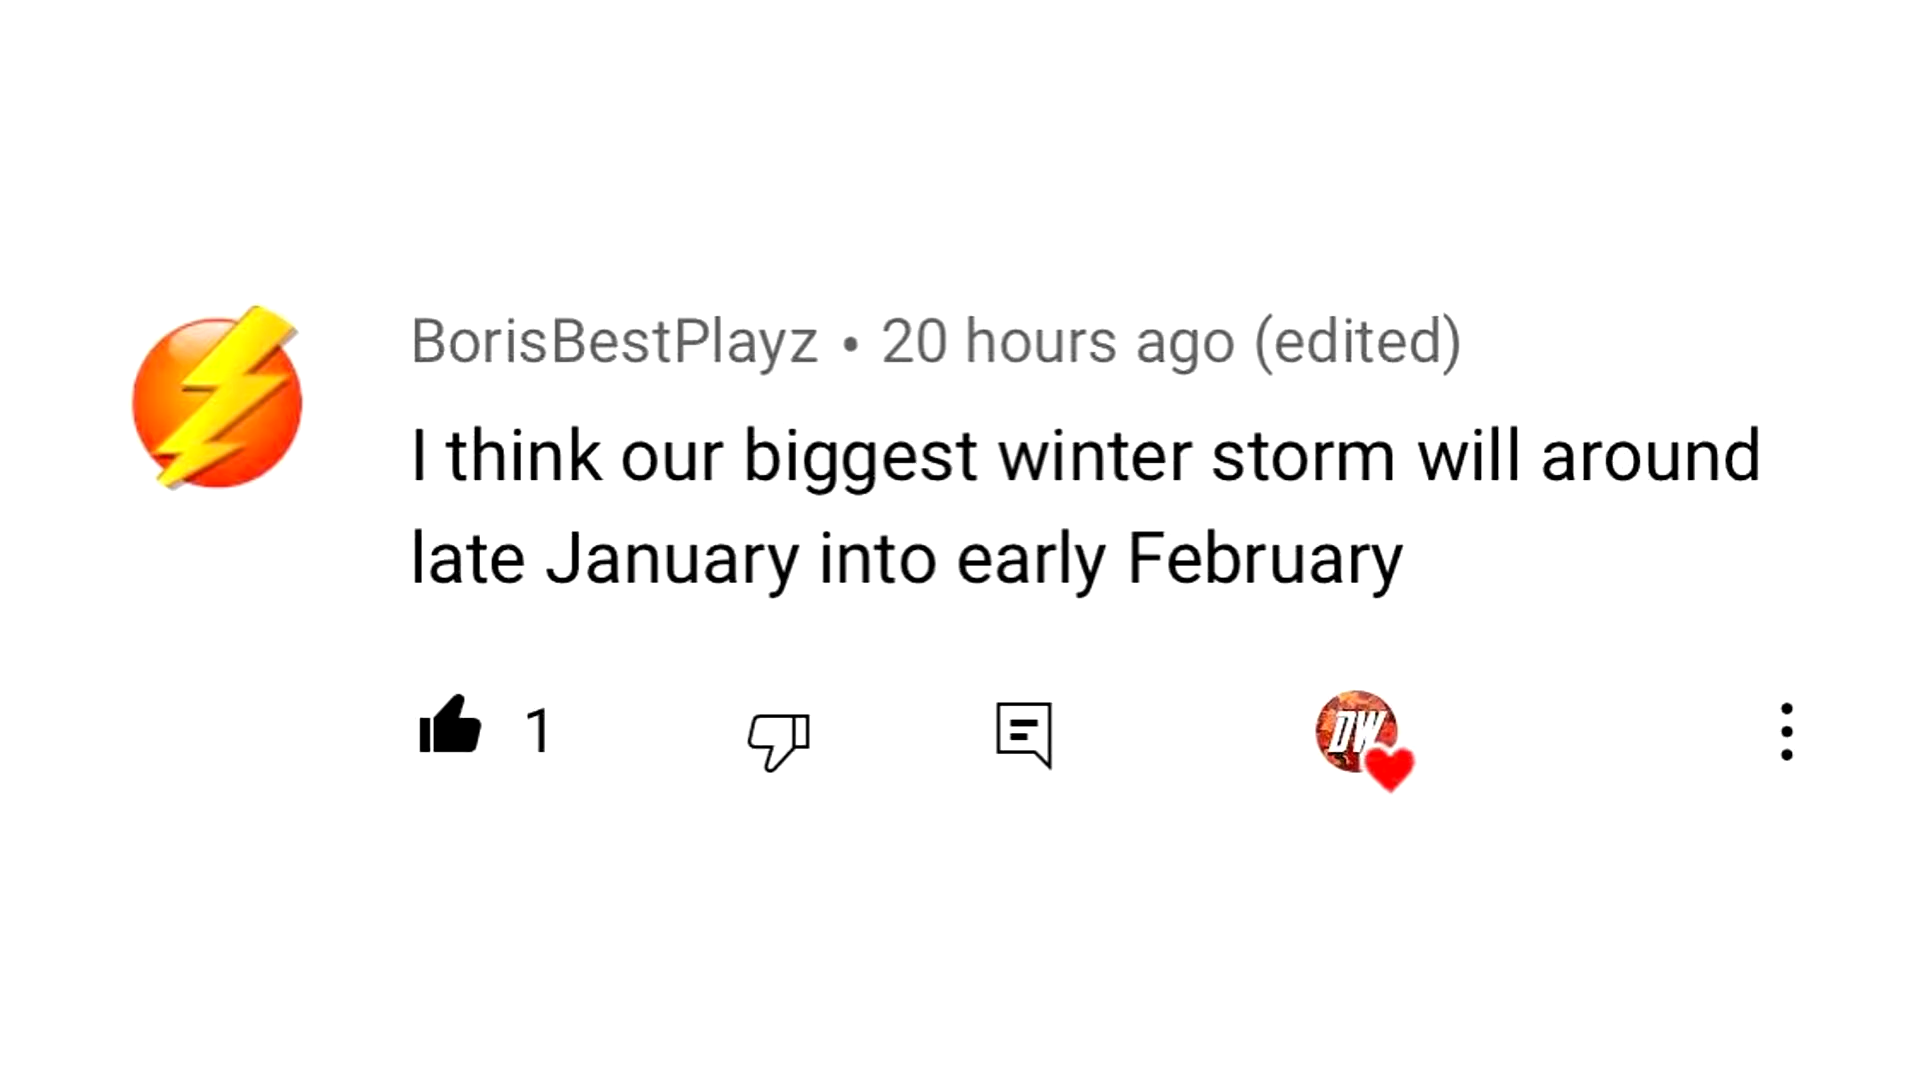 BorisBestPlayz • 20 hours ago (edited)
I think our biggest winter storm will around
late January into early February
1
DW